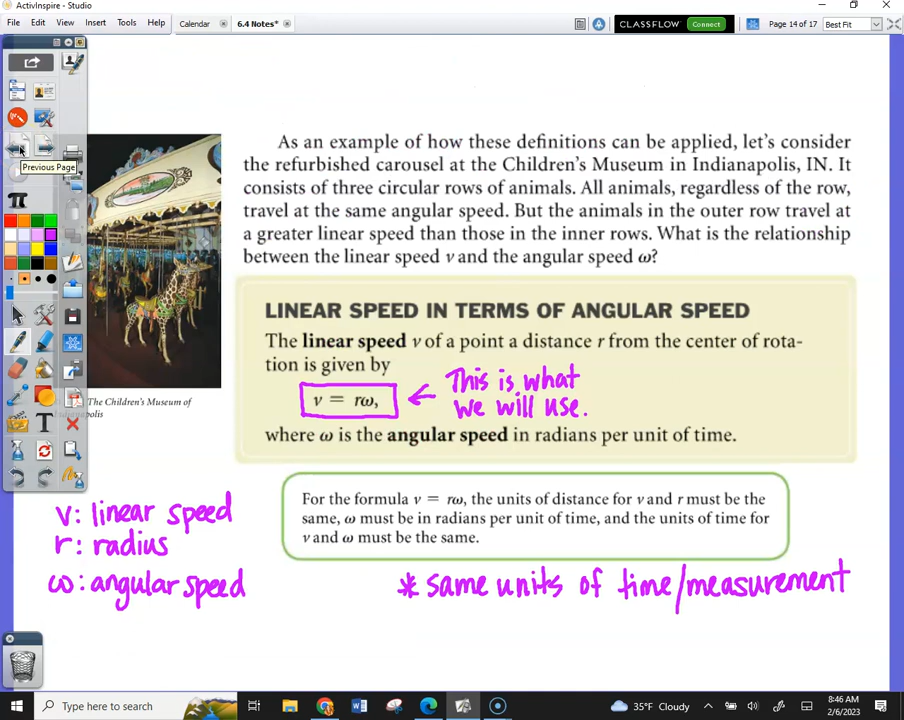 ActivInspire - Studio
File Edit View Insert Tools Help
Calendar
6.4 Notes*
CLASSFLOW Connect
Page 14 of 17
Best Fit
Previous Page
As an example of how these definitions can be applied, let's consider
the refurbished carousel at the Children's Museum in Indianapolis, IN. It
consists of three circular rows of animals. All animals, regardless of the row,
travel at the same angular speed. But the animals in the outer row travel at
a greater linear speed than those in the inner rows. What is the relationship
between the linear speed v and the angular speed ω?
The Children's Museum of
dianapolis
LINEAR SPEED IN TERMS OF ANGULAR SPEED
The linear speed v of a point a distance r from the center of rota-
tion is given by
v = rω,
← This is what
we will use.
where ω is the angular speed in radians per unit of time.
For the formula v = rω, the units of distance for v and r must be the
same, ω must be in radians per unit of time, and the units of time for
v and ω must be the same.
v: linear speed
r: radius
ω: angular speed
* same units of time/measurement
Type here to search
35°F Cloudy
8:46 AM
2/6/2023